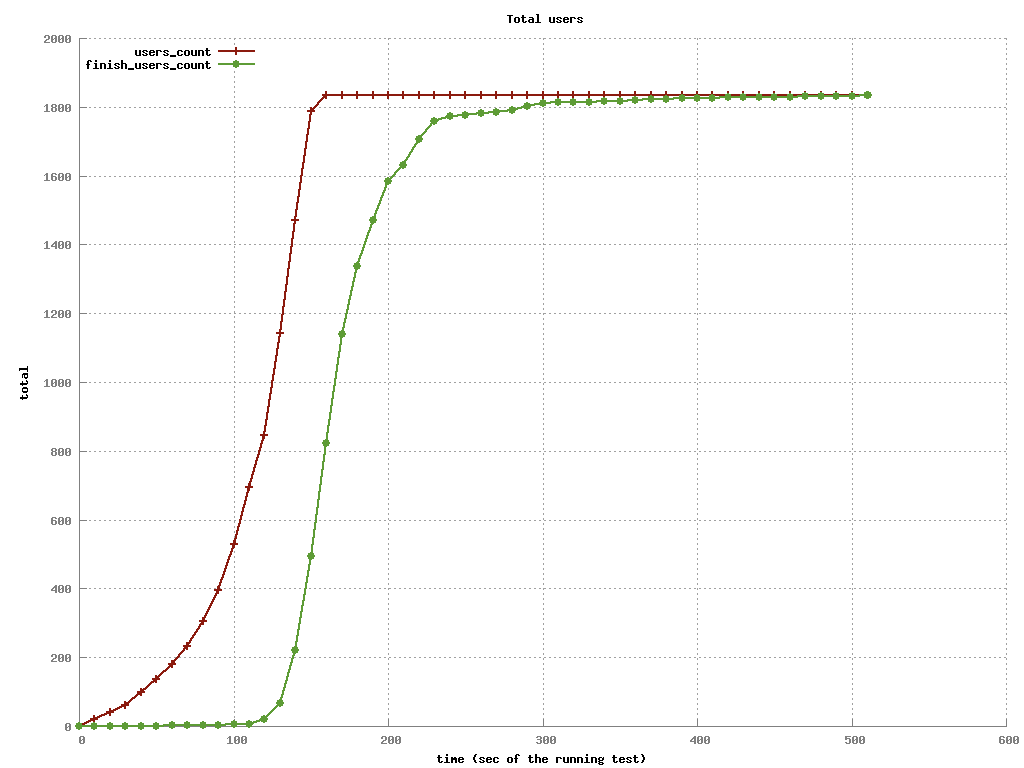 Total users
users_count
finish_users_count
2000
1800
1600
1400
1200
1000
800
600
400
200
0
total
0 100 200 300 400 500 600
time (sec of the running test)